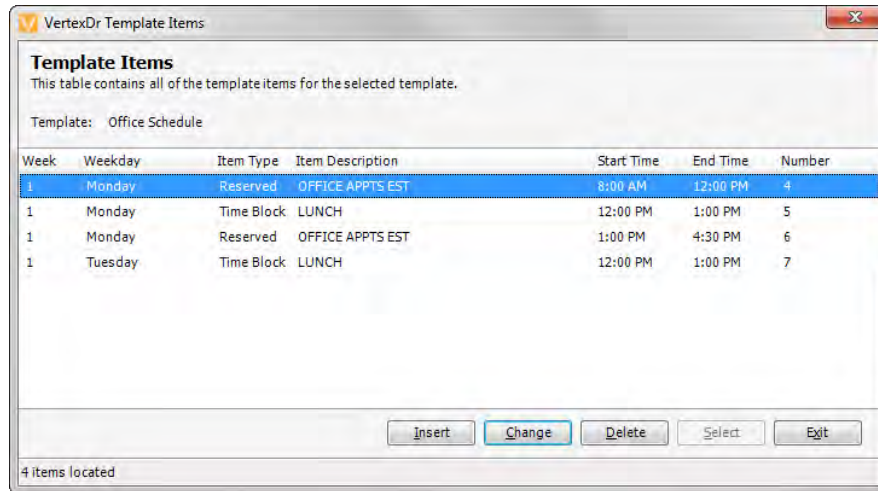 VertexDr Template Items
Template Items
This table contains all of the template items for the selected template.
Template: Office Schedule
Week Weekday Item Type Item Description Start Time End Time Number
1 Monday Reserved OFFICE APPTS EST 8:00 AM 12:00 PM 4
1 Monday Time Block LUNCH 12:00 PM 1:00 PM 5
1 Monday Reserved OFFICE APPTS EST 1:00 PM 4:30 PM 6
1 Tuesday Time Block LUNCH 12:00 PM 1:00 PM 7
Insert Change Delete Select Exit
4 items located